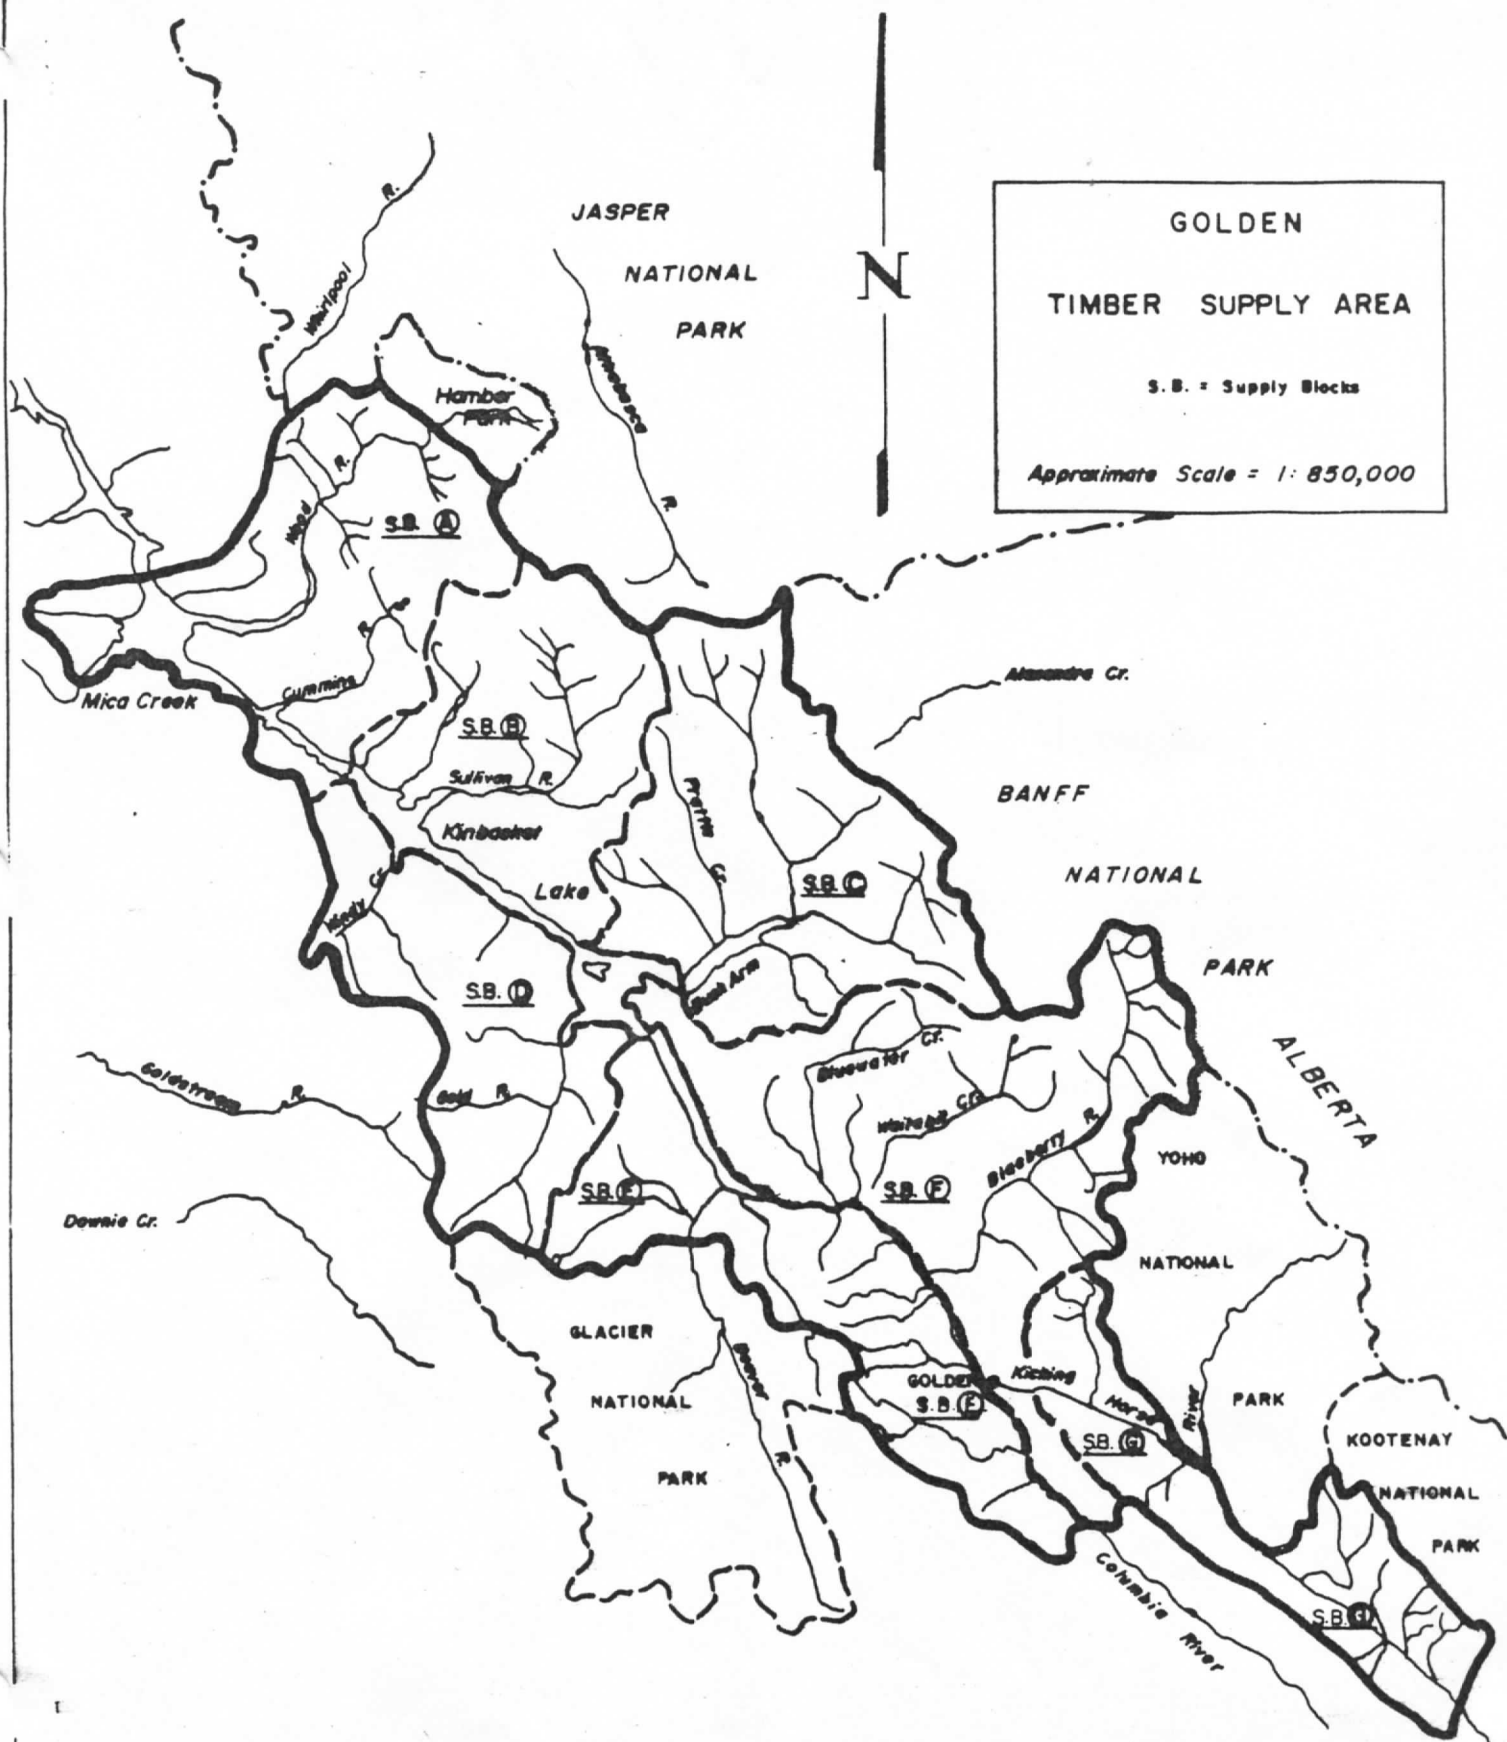 GOLDEN
TIMBER SUPPLY AREA
S.B. = Supply Blocks
Approximate Scale = 1: 850,000
N
JASPER
NATIONAL
PARK
Whirlpool R.
Hamber
Park
Athabasca R.
Wood R.
S.B. A
Cummins R.
Mica Creek
S.B. B
Sullivan R.
Kinbasket
Lake
Prattle Cr.
Alexandra Cr.
BANFF
NATIONAL
PARK
S.B. C
Cr.
S.B. D
Bush Arm
ALBERTA
Goldstream R.
Gold R.
Bluewater Cr.
Waitabit Cr.
Blaeberry R.
YOHO
NATIONAL
PARK
S.B. E
S.B. F
Downie Cr.
GLACIER
NATIONAL
PARK
Beaver R.
GOLDEN
S.B. E
Kicking
Horse
River
S.B. G
KOOTENAY
NATIONAL
PARK
Columbia River
S.B.